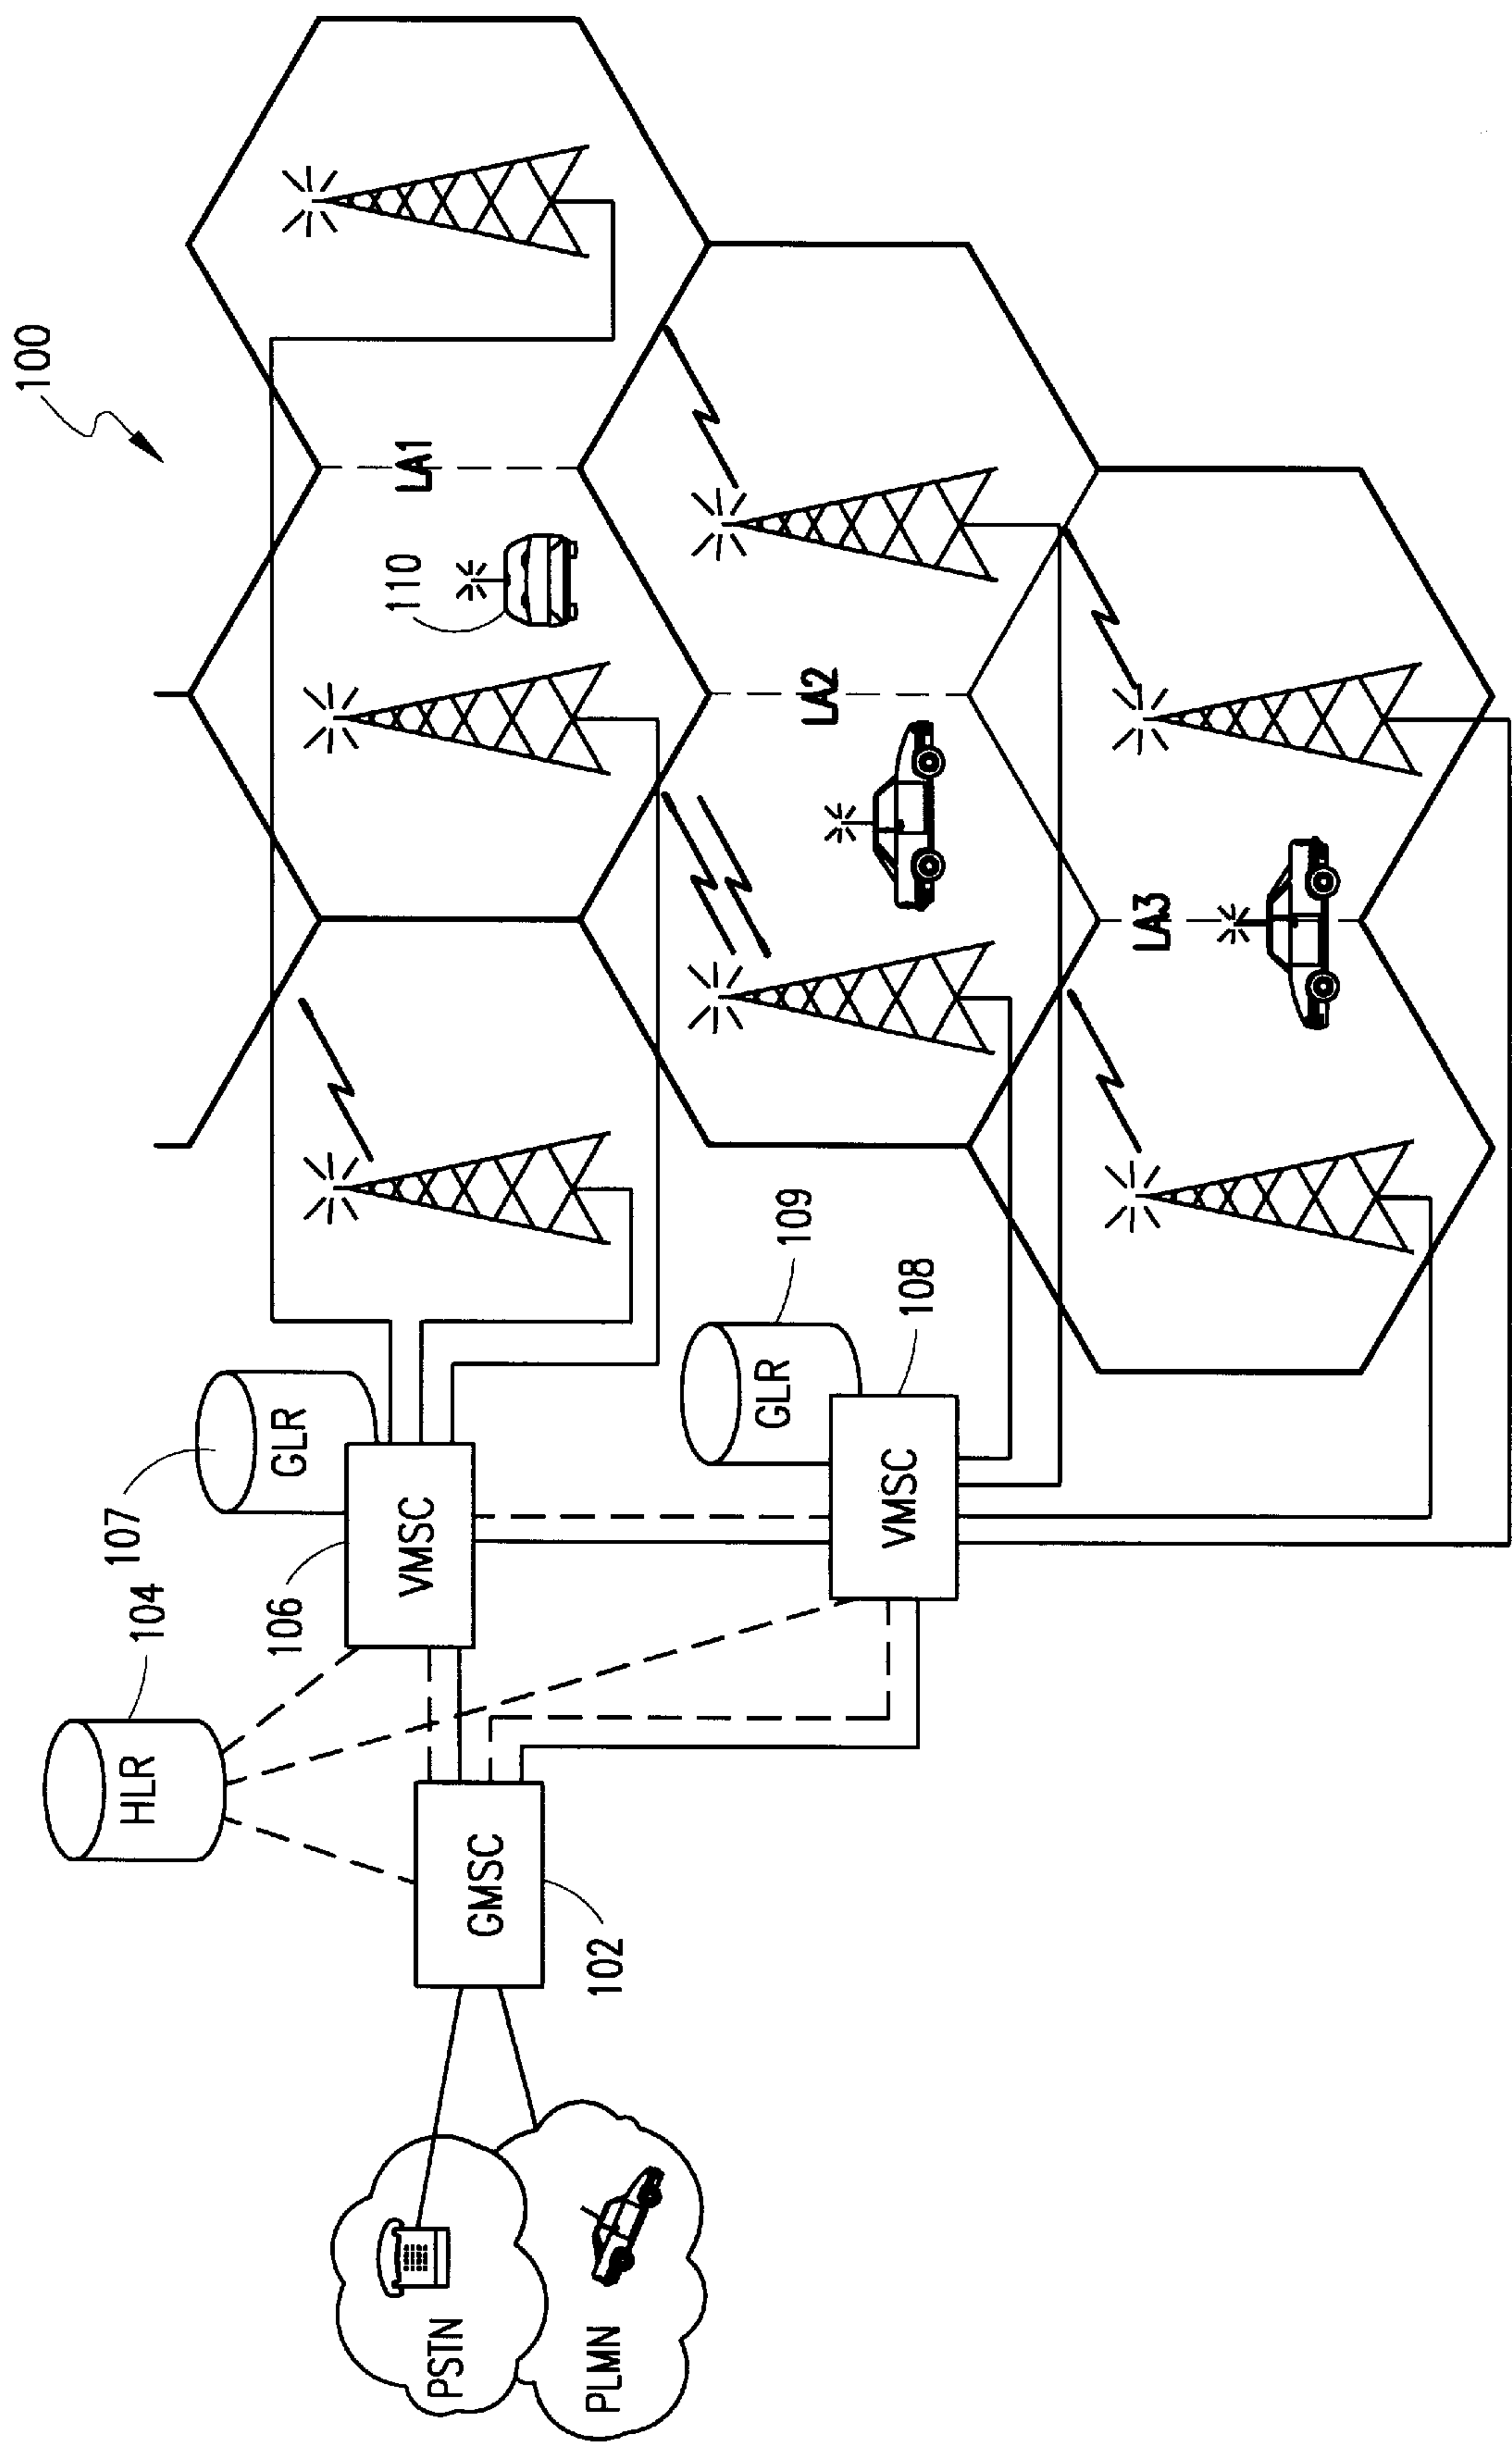 100
HLR
104
107
GLR
106
VMSC
LA1
110
GMSC
102
PSTN
PLMN
GLR
109
VMSC
108
LA2
LA3